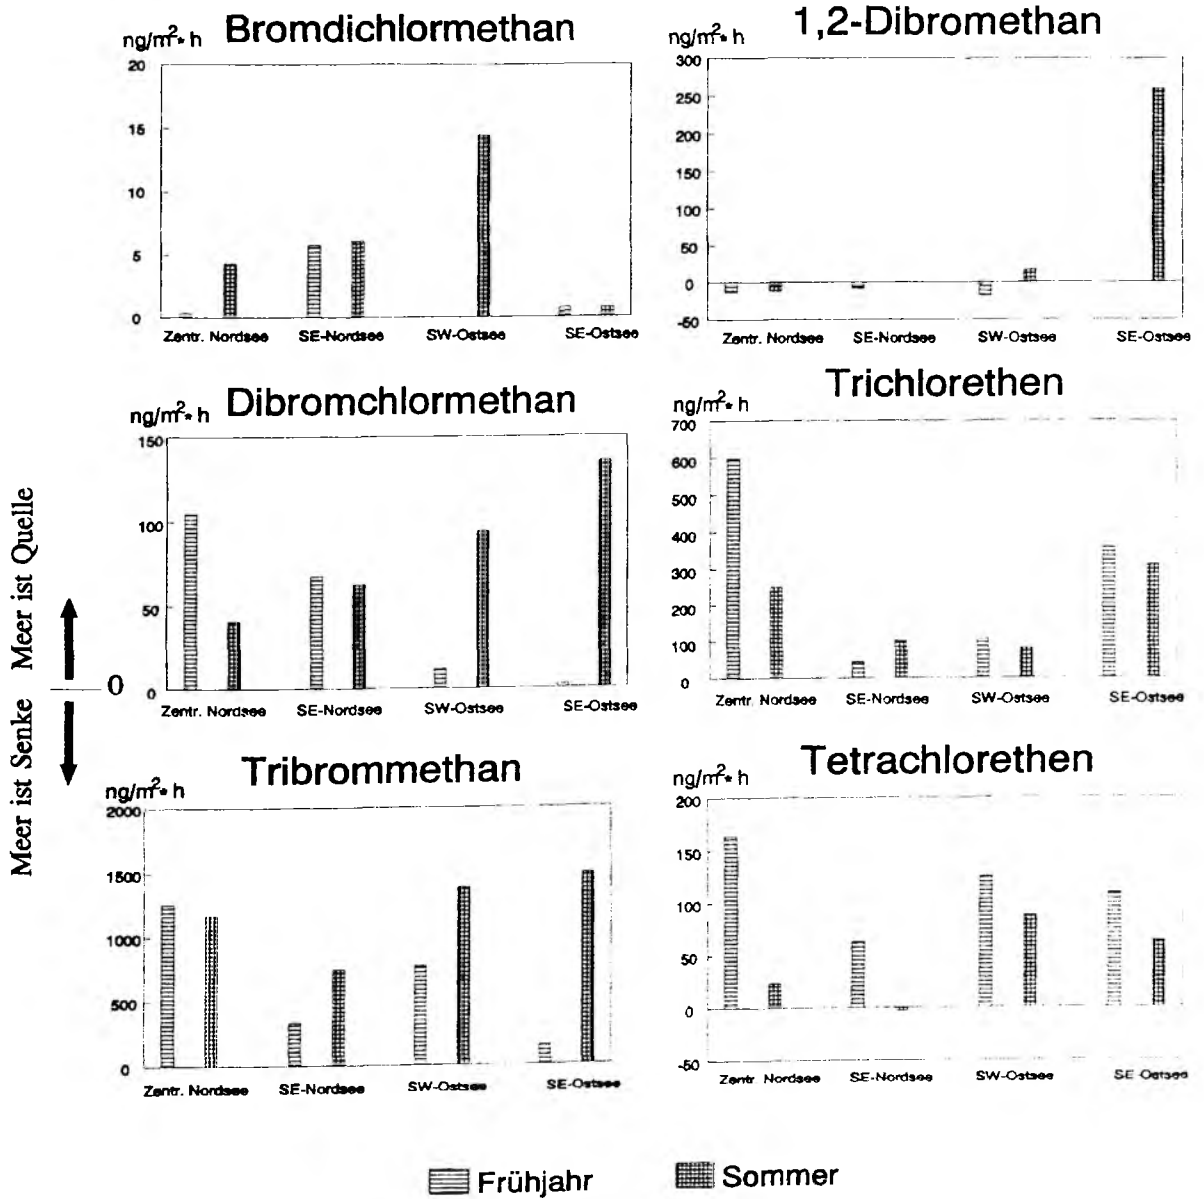 Bromdichlormethan
ng/m²* h
20
15
10
5
0
Zentr. Nordsee SE-Nordsee SW-Ostsee SE-Ostsee
1,2-Dibromethan
ng/m²* h
300
250
200
150
100
50
0
-50
Zentr. Nordsee SE-Nordsee SW-Ostsee SE-Ostsee
Dibromchlormethan
ng/m²* h
150
100
50
0
Zentr. Nordsee SE-Nordsee SW-Ostsee SE-Ostsee
Trichlorethen
ng/m²* h
700
600
500
400
300
200
100
0
Zentr. Nordsee SE-Nordsee SW-Ostsee SE-Ostsee
Meer ist Quelle
0
Meer ist Senke
Tribrommethan
ng/m²* h
2000
1500
1000
500
0
Zentr. Nordsee SE-Nordsee SW-Ostsee SE-Ostsee
Tetrachlorethen
ng/m²* h
200
150
100
50
0
-50
Zentr. Nordsee SE-Nordsee SW-Ostsee SE-Ostsee
Frühjahr Sommer